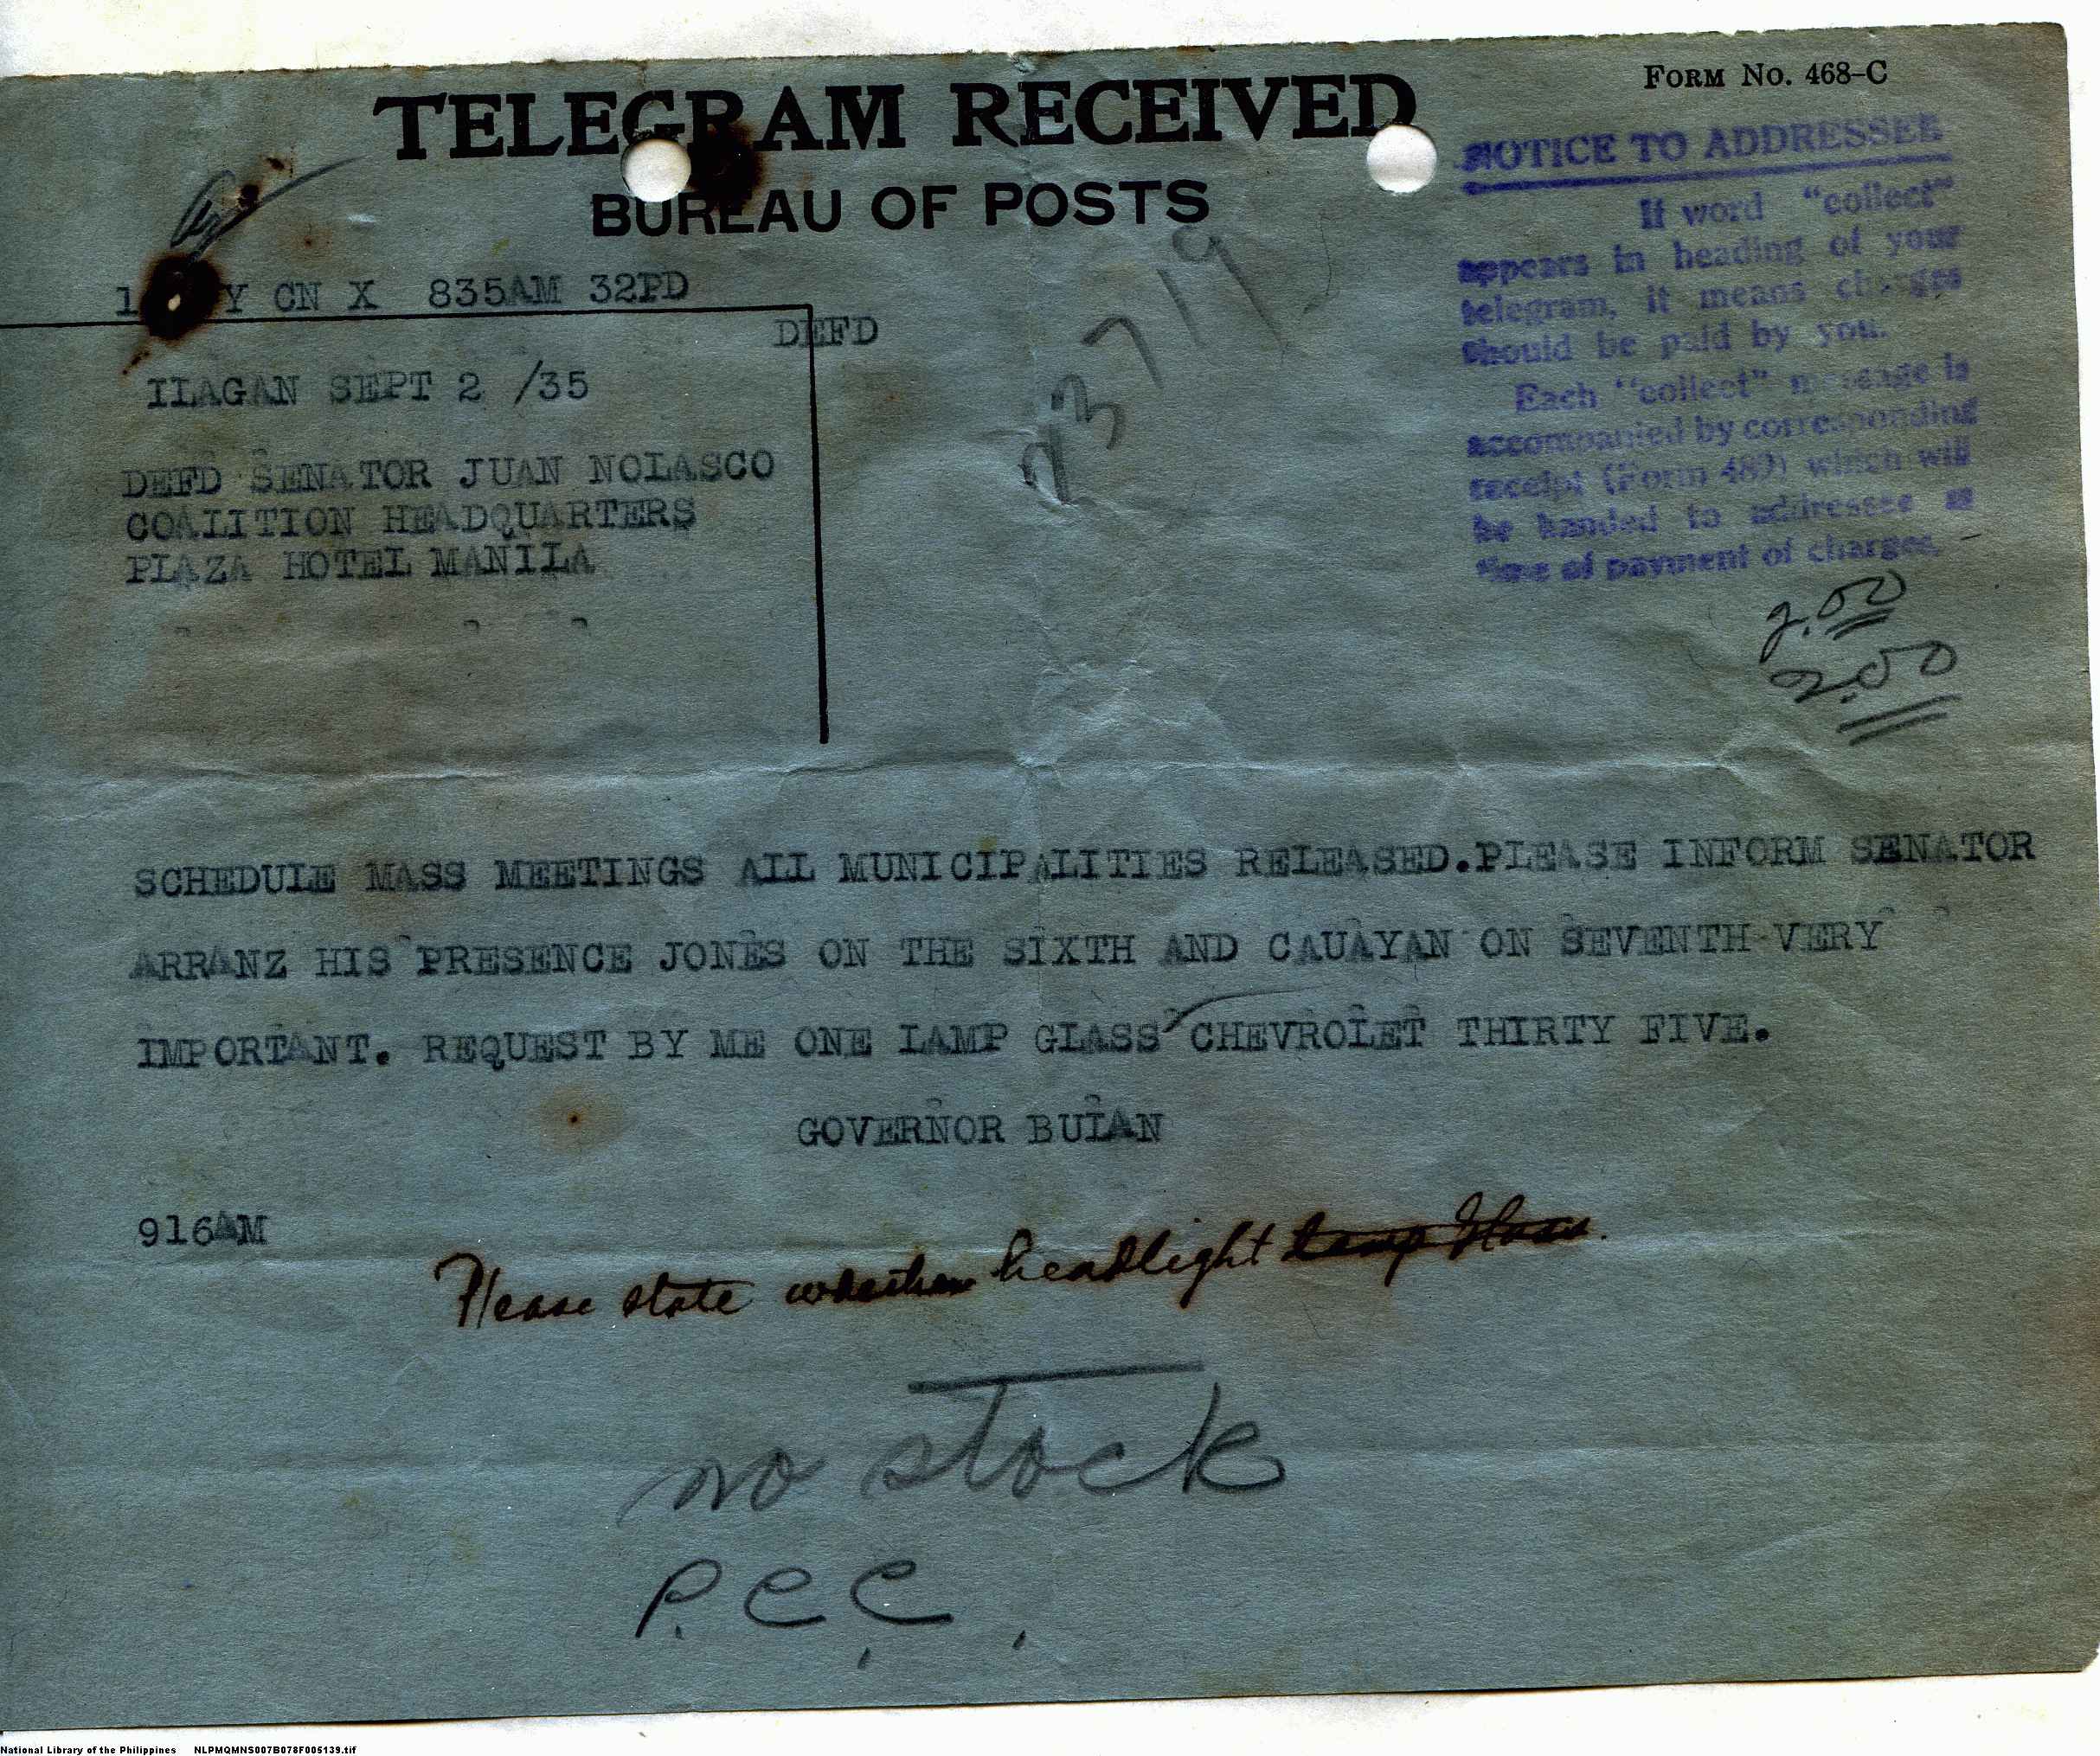 FORM No. 468-C
TELEGRAM RECEIVED
BUREAU OF POSTS
NOTICE TO ADDRESSEE
If word "collect"
appears in heading of your
telegram, it means charges
should be paid by you.
Each "collect" message is
accompanied by corresponding
receipt (Form 489) which will
be handed to addressee
time of payment of charges.
2.00
2.00
1 Y CN X 835AM 32PD
DEFD
ILAGAN SEPT 2 /35
DEFD SENATOR JUAN NOLASCO
COALITION HEADQUARTERS
PLAZA HOTEL MANILA
SCHEDULE MASS MEETINGS ALL MUNICIPALITIES RELEASED.PLEASE INFORM SENATOR
ARRANZ HIS PRESENCE JONES ON THE SIXTH AND CAUAYAN ON SEVENTH VERY
IMPORTANT. REQUEST BY ME ONE LAMP GLASS CHEVROLET THIRTY FIVE.
GOVERNOR BULAN
916AM
Please state whether headlight lamp Glass.
no stock
P.C.C.
National Library of the Philippines NLPMQMNS007B078F005139.tif